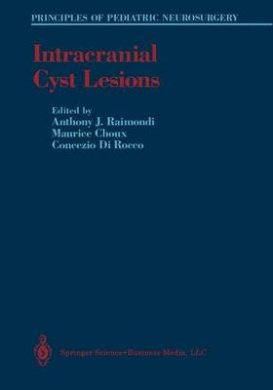 PRINCIPLES OF PEDIATRIC NEUROSURGERY
Intracranial
Cyst Lesions
Edited by
Anthony J. Raimondi
Maurice Choux
Concezio Di Rocco
Springer Science+Business Media, LLC